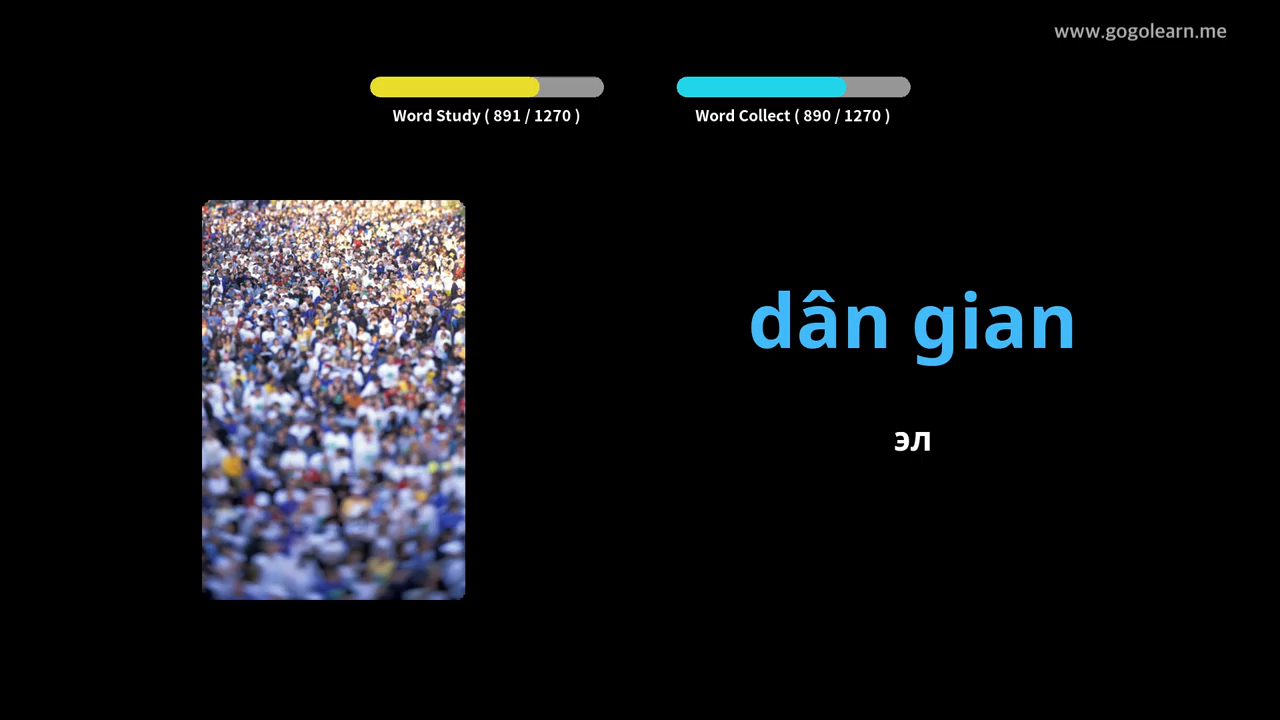 www.gogolearn.me
Word Study ( 891 / 1270 )
Word Collect ( 890 / 1270 )
dân gian
эл